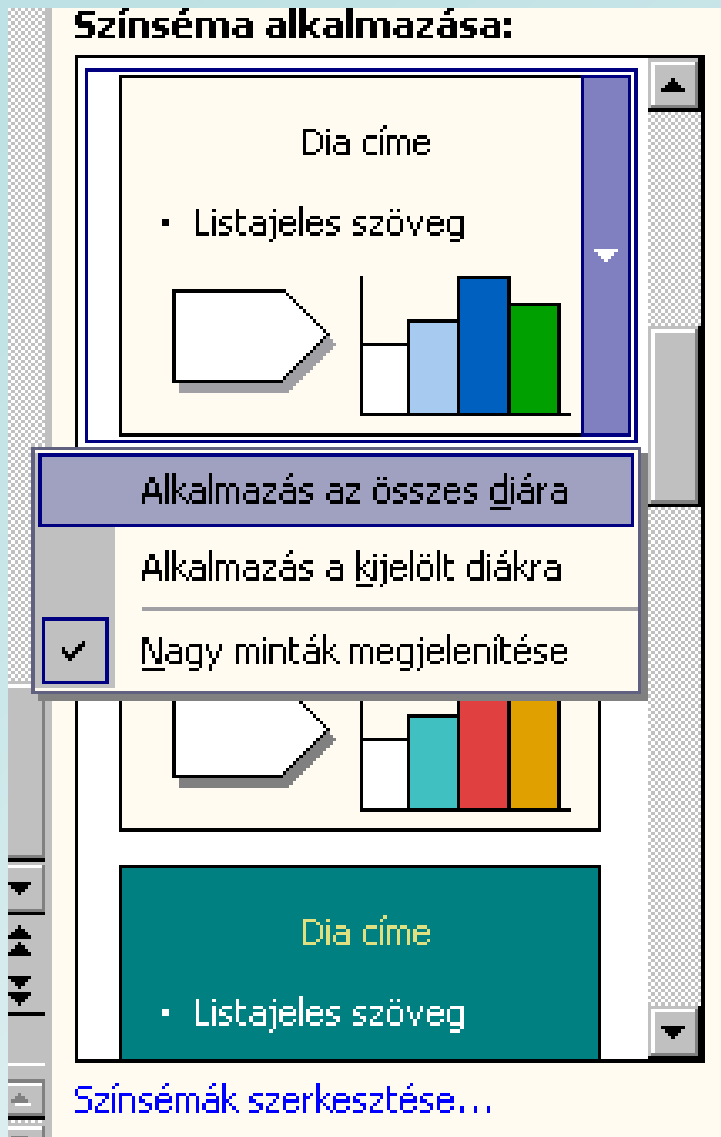 Színséma alkalmazása:
Dia címe
• Listajeles szöveg
Alkalmazás az összes diára
Alkalmazás a kijelölt diákra
Nagy minták megjelenítése
Dia címe
• Listajeles szöveg
Színsémák szerkesztése...